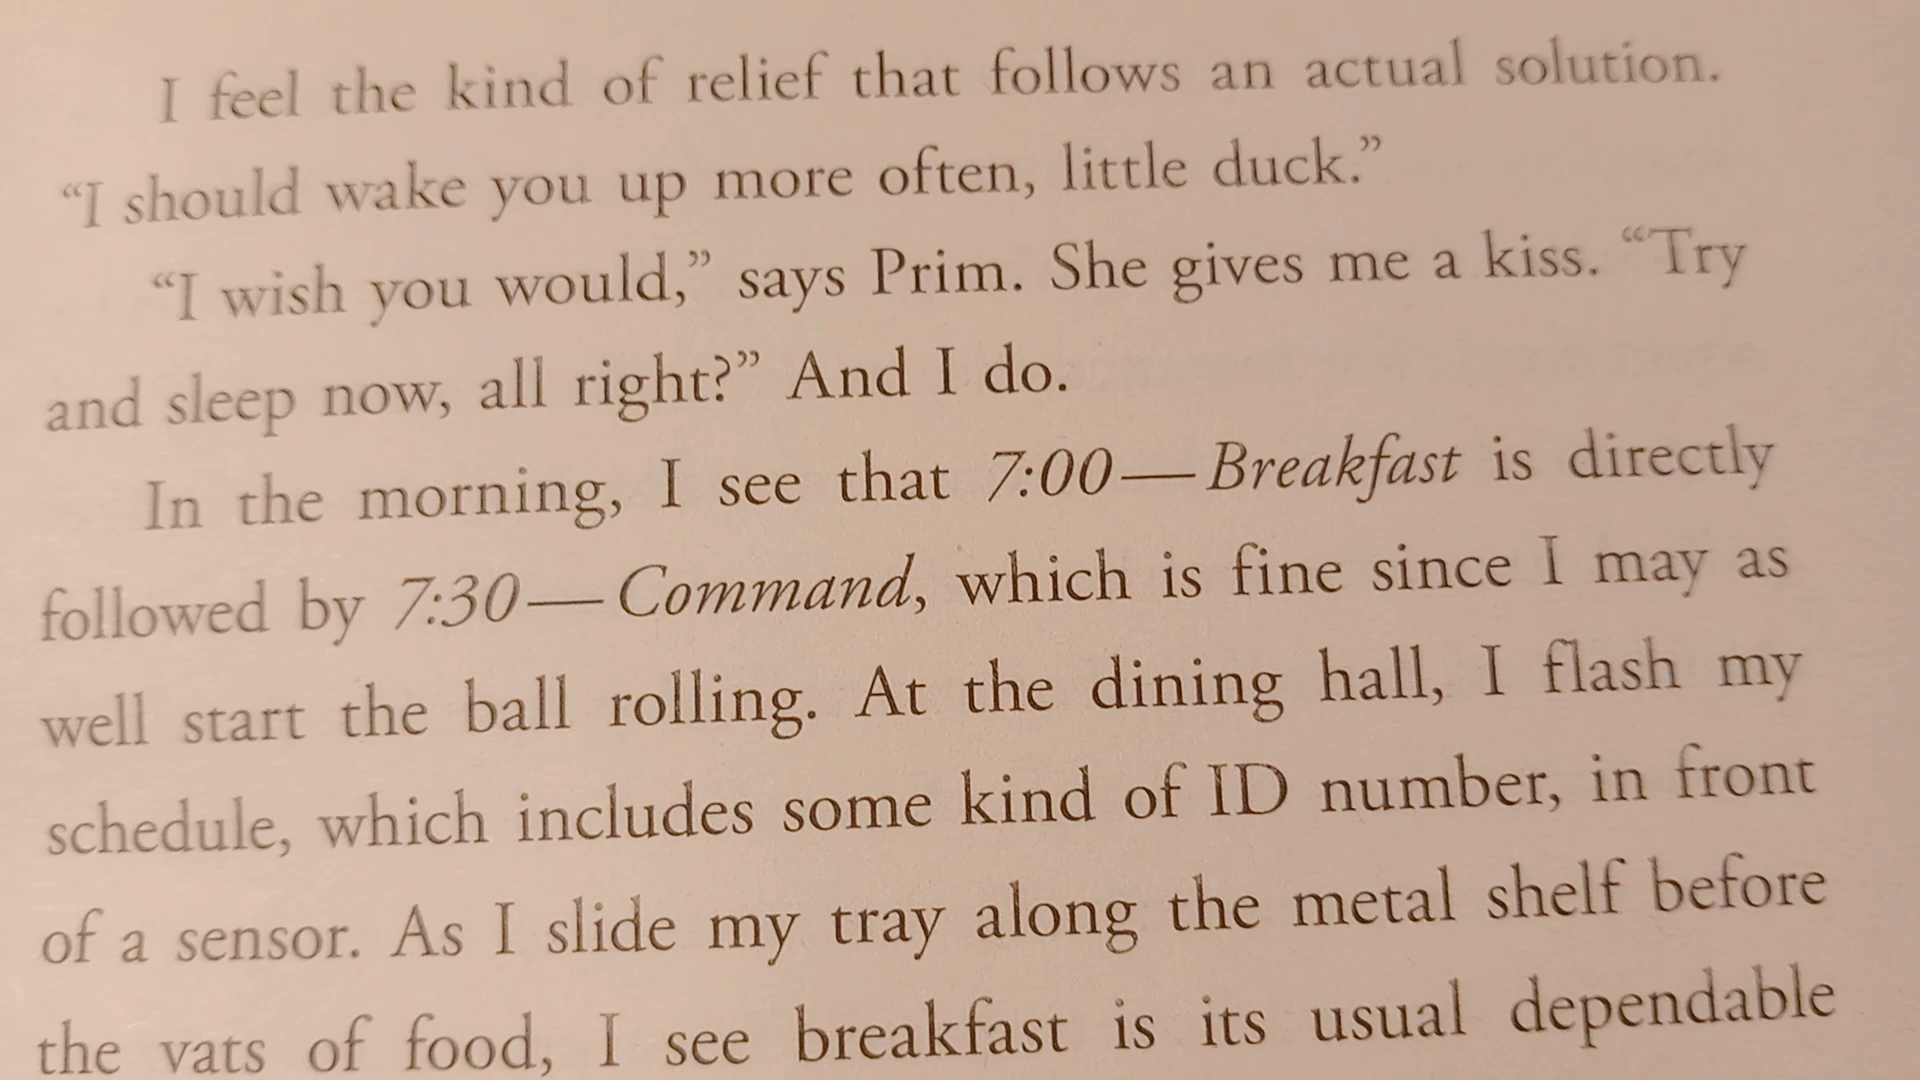 I feel the kind of relief that follows an actual solution.
“I should wake you up more often, little duck.”
“I wish you would,” says Prim. She gives me a kiss. “Try
and sleep now, all right?” And I do.
In the morning, I see that 7:00—Breakfast is directly
followed by 7:30—Command, which is fine since I may as
well start the ball rolling. At the dining hall, I flash my
schedule, which includes some kind of ID number, in front
of a sensor. As I slide my tray along the metal shelf before
the vats of food, I see breakfast is its usual dependable